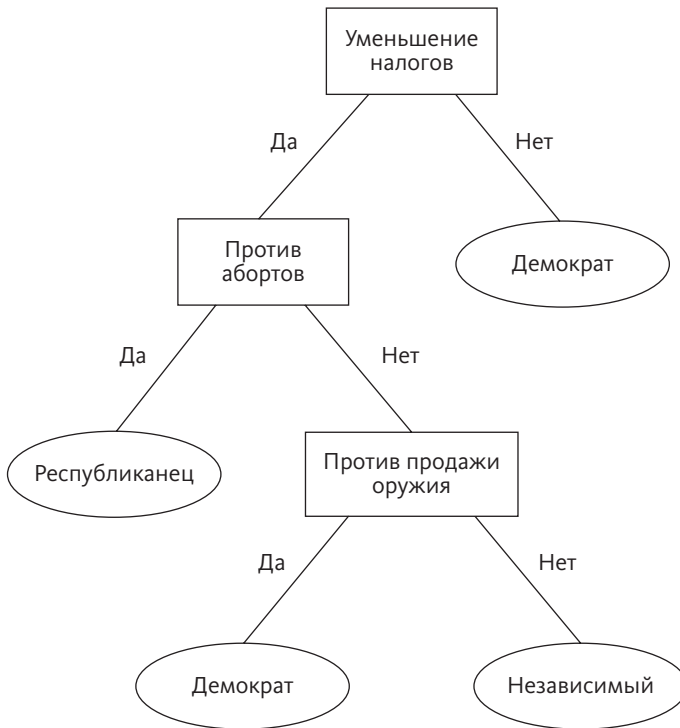 Уменьшение
налогов
Да
Нет
Против
абортов
Демократ
Да
Нет
Республиканец
Против продажи
оружия
Да
Нет
Демократ
Независимый